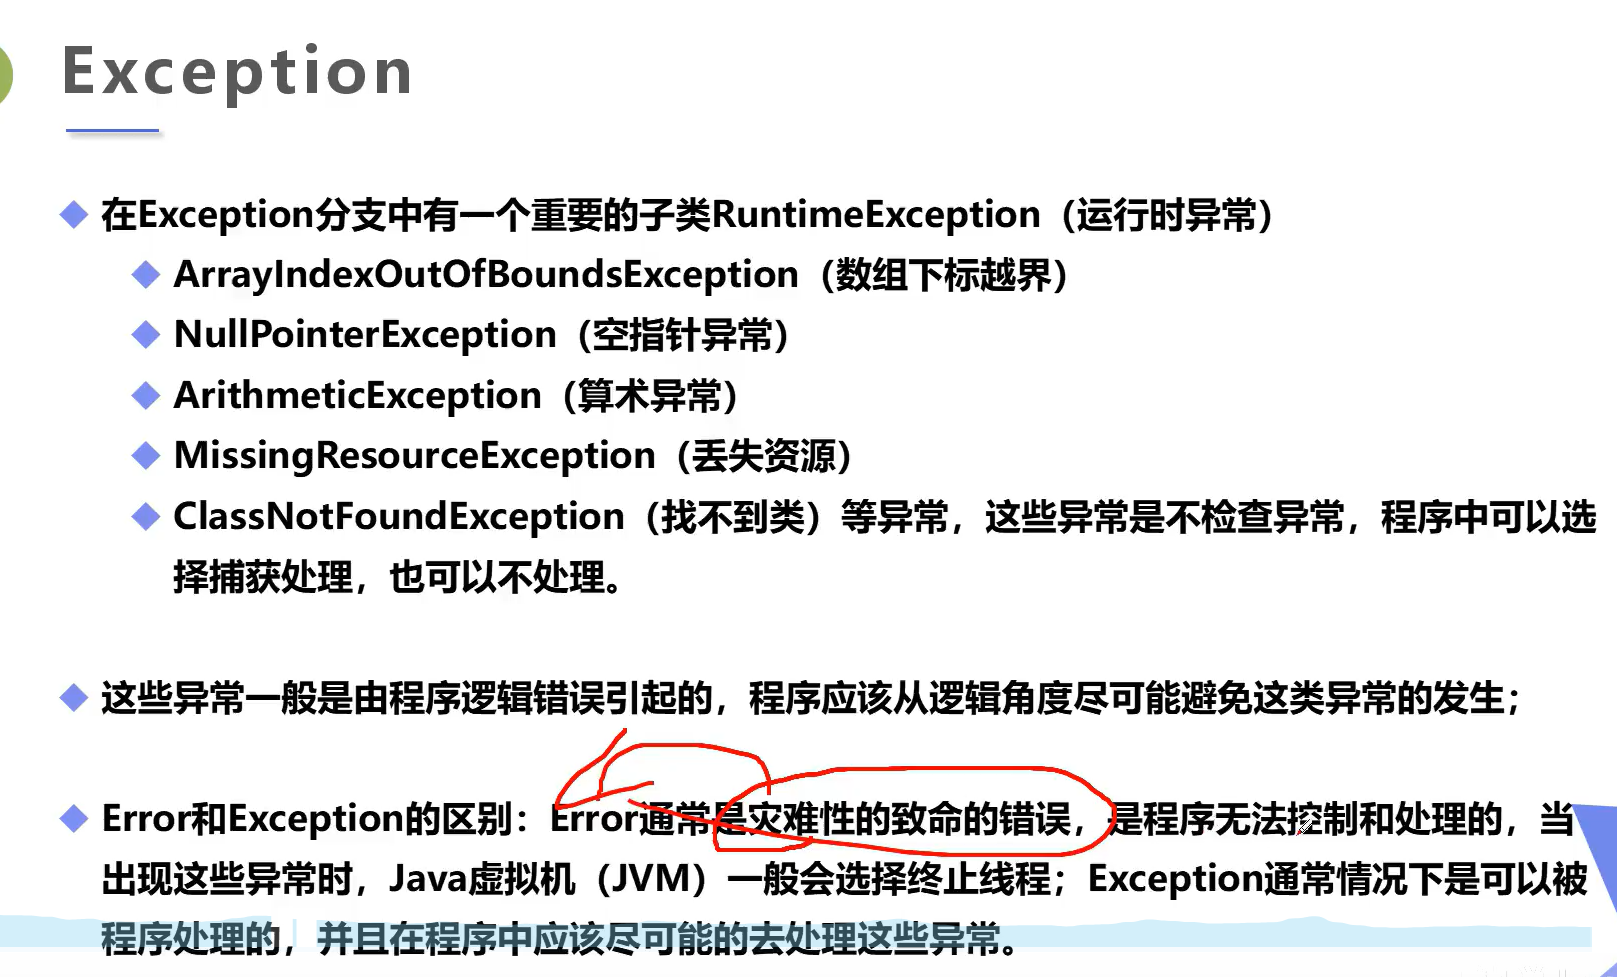 Exception
在Exception分支中有一个重要的子类RuntimeException（运行时异常）
ArrayIndexOutOfBoundsException（数组下标越界）
NullPointerException（空指针异常）
ArithmeticException（算术异常）
MissingResourceException（丢失资源）
ClassNotFoundException（找不到类）等异常，这些异常是不检查异常，程序中可以选
择捕获处理，也可以不处理。
这些异常一般是由程序逻辑错误引起的，程序应该从逻辑角度尽可能避免这类异常的发生；
Error和Exception的区别：Error通常是灾难性的致命的错误，是程序无法控制和处理的，当
出现这些异常时，Java虚拟机（JVM）一般会选择终止线程；Exception通常情况下是可以被
程序处理的，并且在程序中应该尽可能的去处理这些异常。